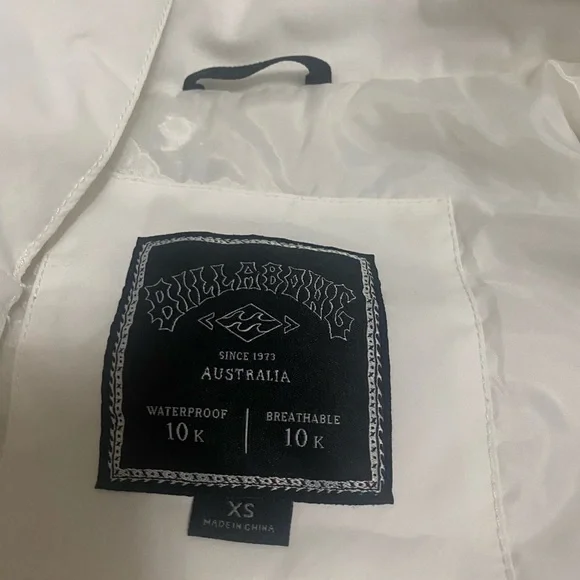 BILLABONG
SINCE 1973
AUSTRALIA
WATERPROOF
10 K
BREATHABLE
10 K
XS
MADE IN CHINA